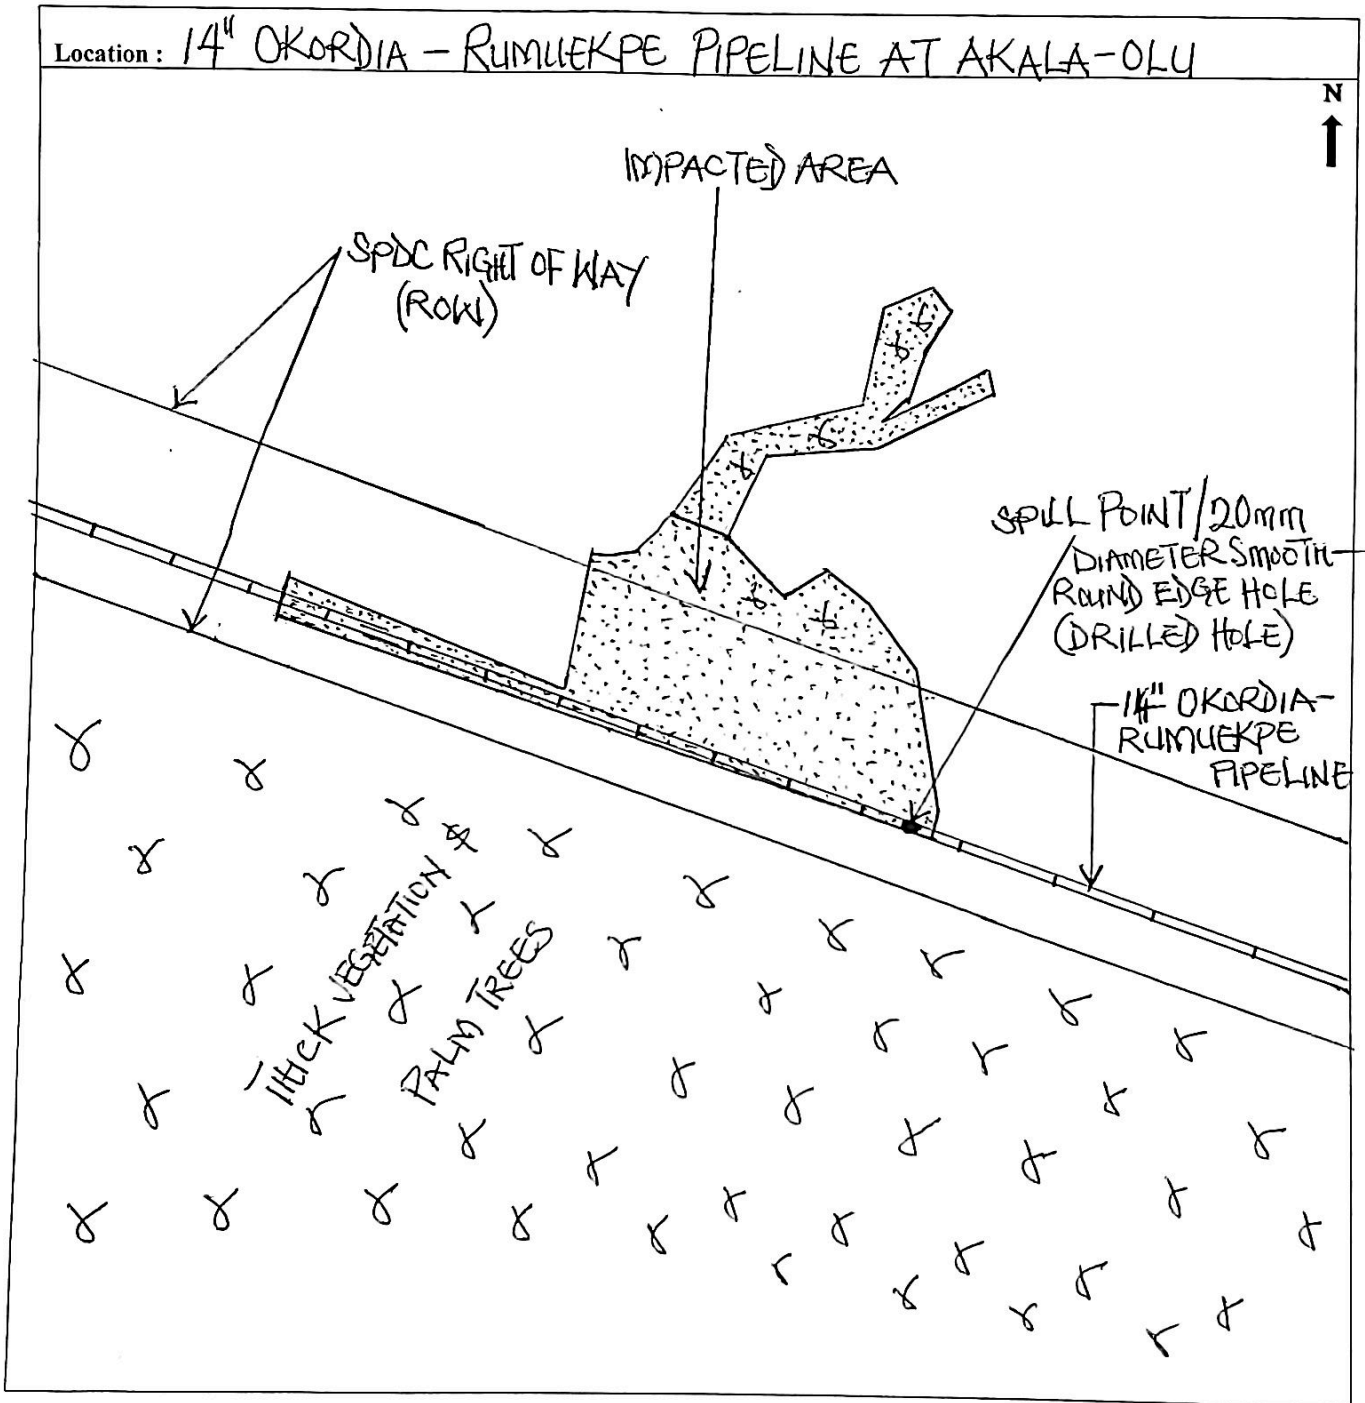 Location : 14" OKORDIA – RUMUEKPE PIPELINE AT AKALA-OLU
N
IMPACTED AREA
SPDC RIGHT OF WAY
(ROW)
SPILL POINT/20mm
DIAMETER SMOOTH-
ROUND EDGE HOLE
(DRILLED HOLE)
14" OKORDIA-
RUMUEKPE
PIPELINE
THICK VEGETATION &
PALM TREES